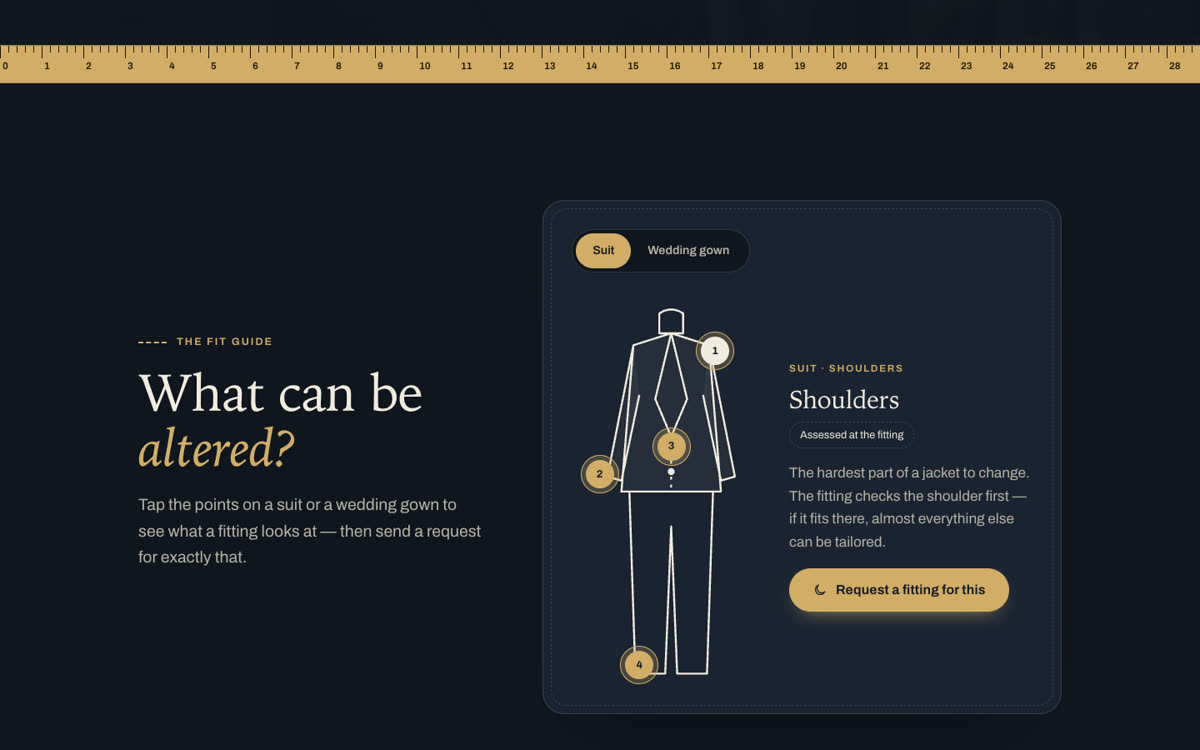 0 1 2 3 4 5 6 7 8 9 10 11 12 13 14 15 16 17 18 19 20 21 22 23 24 25 26 27 28
THE FIT GUIDE
What can be
altered?
Tap the points on a suit or a wedding gown to
see what a fitting looks at — then send a request
for exactly that.
Suit
Wedding gown
1
2
3
4
SUIT · SHOULDERS
Shoulders
Assessed at the fitting
The hardest part of a jacket to change.
The fitting checks the shoulder first —
if it fits there, almost everything else
can be tailored.
Request a fitting for this